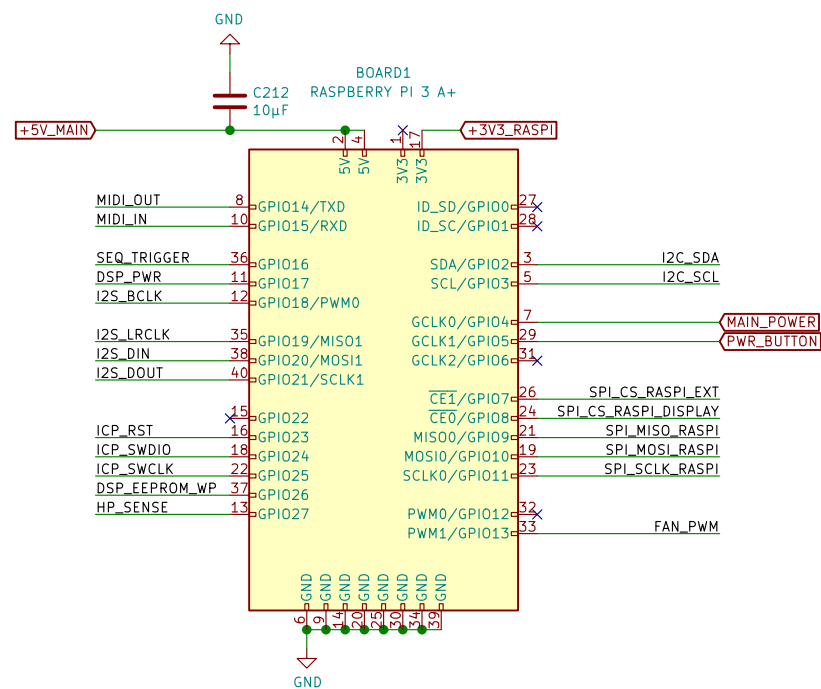 GND
BOARD1
RASPBERRY PI 3 A+
C212
10μF
+5V_MAIN
+3V3_RASPI
2
4
1
17
5V
5V
3V3
3V3
MIDI_OUT 8 GPIO14/TXD
MIDI_IN 10 GPIO15/RXD
SEQ_TRIGGER 36 GPIO16
DSP_PWR 11 GPIO17
I2S_BCLK 12 GPIO18/PWM0
I2S_LRCLK 35 GPIO19/MISO1
I2S_DIN 38 GPIO20/MOSI1
I2S_DOUT 40 GPIO21/SCLK1
15 GPIO22
ICP_RST 16 GPIO23
ICP_SWDIO 18 GPIO24
ICP_SWCLK 22 GPIO25
DSP_EEPROM_WP 37 GPIO26
HP_SENSE 13 GPIO27
ID_SD/GPIO0 27
ID_SC/GPIO1 28
SDA/GPIO2 3 I2C_SDA
SCL/GPIO3 5 I2C_SCL
GCLK0/GPIO4 7 MAIN_POWER
GCLK1/GPIO5 29 PWR_BUTTON
GCLK2/GPIO6 31
CE1/GPIO7 26 SPI_CS_RASPI_EXT
CE0/GPIO8 24 SPI_CS_RASPI_DISPLAY
MISO0/GPIO09 21 SPI_MISO_RASPI
MOSI0/GPIO10 19 SPI_MOSI_RASPI
SCLK0/GPIO11 23 SPI_SCLK_RASPI
PWM0/GPIO12 32
PWM1/GPIO13 33 FAN_PWM
GND
GND
GND
GND
GND
GND
GND
GND
6
9
14
20
25
30
34
39
GND